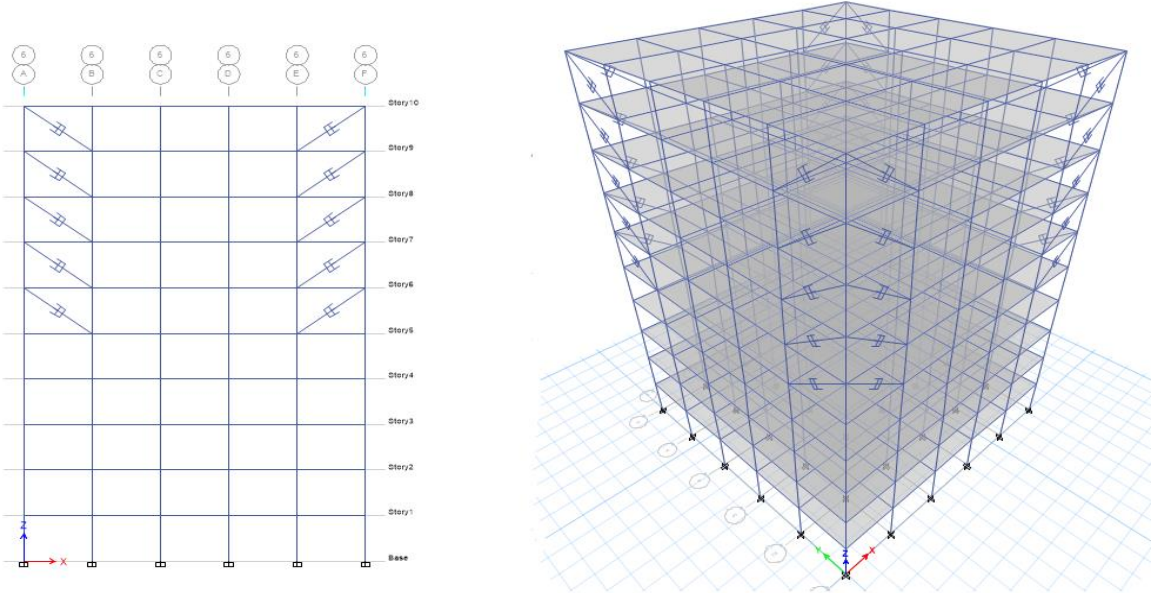 6 6 6 6 6 6
A B C D E F
Story10
Story9
Story8
Story7
Story6
Story5
Story4
Story3
Story2
Story1
Base
Z
X
Y
Z
X